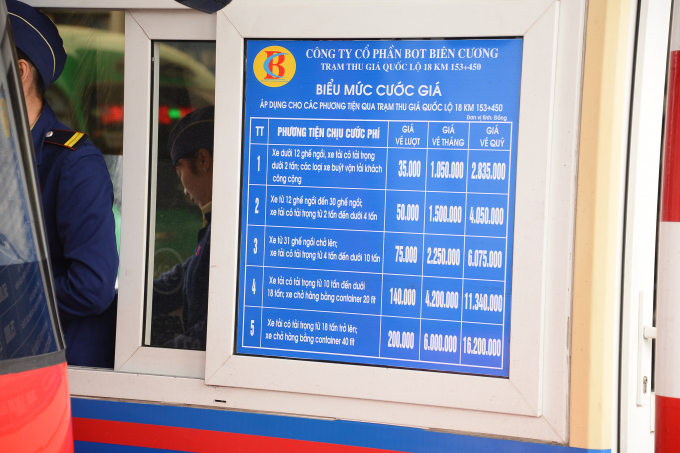 CÔNG TY CỔ PHẦN BOT BIÊN CƯƠNG
TRẠM THU GIÁ QUỐC LỘ 18 KM 153+450
BIỂU MỨC CƯỚC GIÁ
ÁP DỤNG CHO CÁC PHƯƠNG TIỆN QUA TRẠM THU GIÁ QUỐC LỘ 18 KM 153+450
Đơn vị tính: Đồng
TT PHƯƠNG TIỆN CHỊU CƯỚC PHÍ GIÁ VÉ LƯỢT GIÁ VÉ THÁNG GIÁ VÉ QUÝ
1 Xe dưới 12 ghế ngồi, xe tải có tải trọng
dưới 2 tấn; các loại xe buýt vận tải khách
công cộng
35.000 1.050.000 2.835.000
2 Xe từ 12 ghế ngồi đến 30 ghế ngồi;
xe tải có tải trọng từ 2 tấn đến dưới 4 tấn
50.000 1.500.000 4.050.000
3 Xe từ 31 ghế ngồi chở lên;
xe tải có tải trọng từ 4 tấn đến dưới 10 tấn
75.000 2.250.000 6.075.000
4 Xe tải có tải trọng từ 10 tấn đến dưới
18 tấn; xe chở hàng bằng container 20 fit
140.000 4.200.000 11.340.000
5 Xe tải có tải trọng từ 18 tấn trở lên;
xe chở hàng bằng container 40 fit
200.000 6.000.000 16.200.000